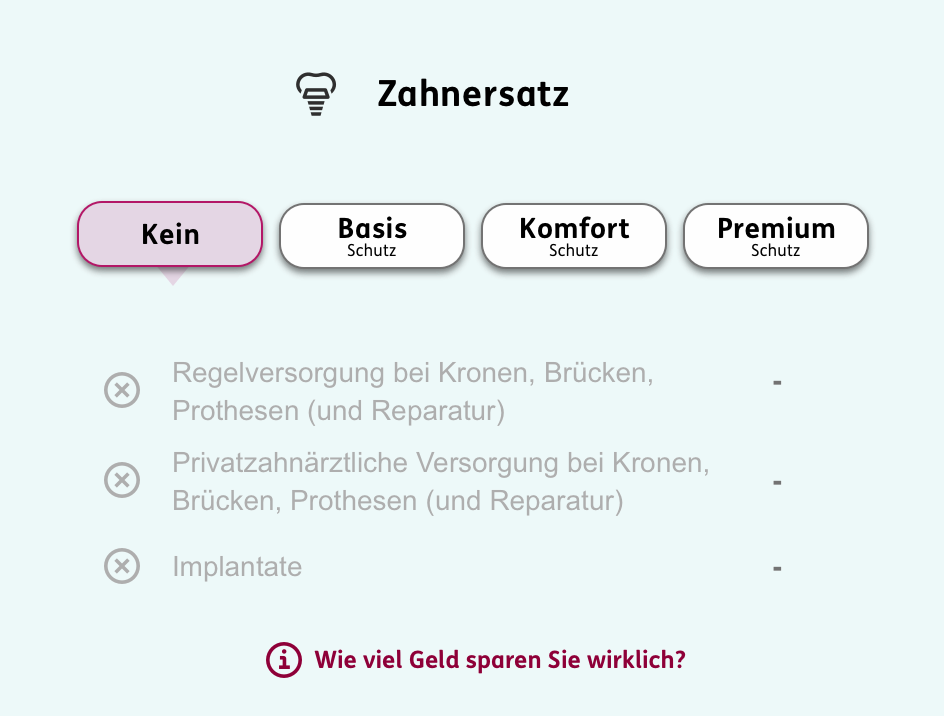 Zahnersatz
Kein
Basis
Schutz
Komfort
Schutz
Premium
Schutz
Regelversorgung bei Kronen, Brücken,
Prothesen (und Reparatur)
-
Privatzahnärztliche Versorgung bei Kronen,
Brücken, Prothesen (und Reparatur)
-
Implantate
-
Wie viel Geld sparen Sie wirklich?